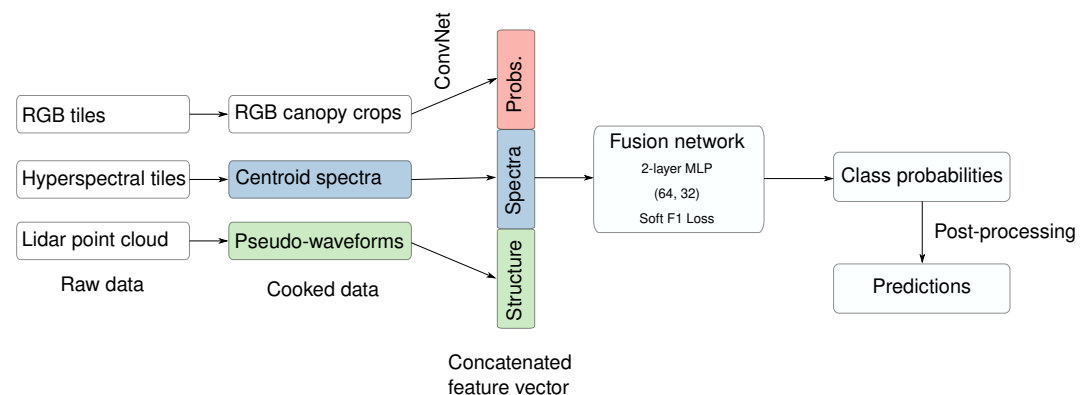 RGB tiles
RGB canopy crops
ConvNet
Probs.
Hyperspectral tiles
Centroid spectra
Spectra
Lidar point cloud
Pseudo-waveforms
Structure
Raw data
Cooked data
Concatenated
feature vector
Fusion network
2-layer MLP
(64, 32)
Soft F1 Loss
Class probabilities
Post-processing
Predictions